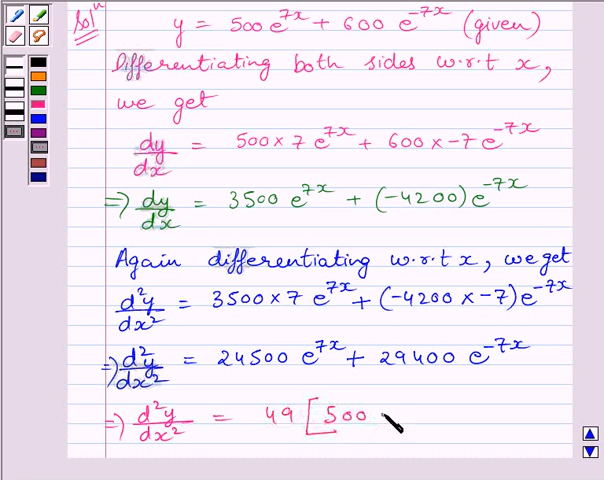 Solⁿ y = 500 e^{7x} + 600 e^{-7x} (given)
Differentiating both sides w.r.t x,
we get
dy/dx = 500 × 7 e^{7x} + 600 × -7 e^{-7x}
=) dy/dx = 3500 e^{7x} + (-4200) e^{-7x}
Again differentiating w.r.t x, we get
d²y/dx² = 3500 × 7 e^{7x} + (-4200 × -7) e^{-7x}
=) d²y/dx² = 24500 e^{7x} + 29400 e^{-7x}
=) d²y/dx² = 49 [ 500